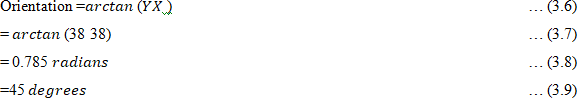 Orientation =arctan (YX ) … (3.6)
= arctan (38 38) … (3.7)
= 0.785 radians … (3.8)
=45 degrees … (3.9)